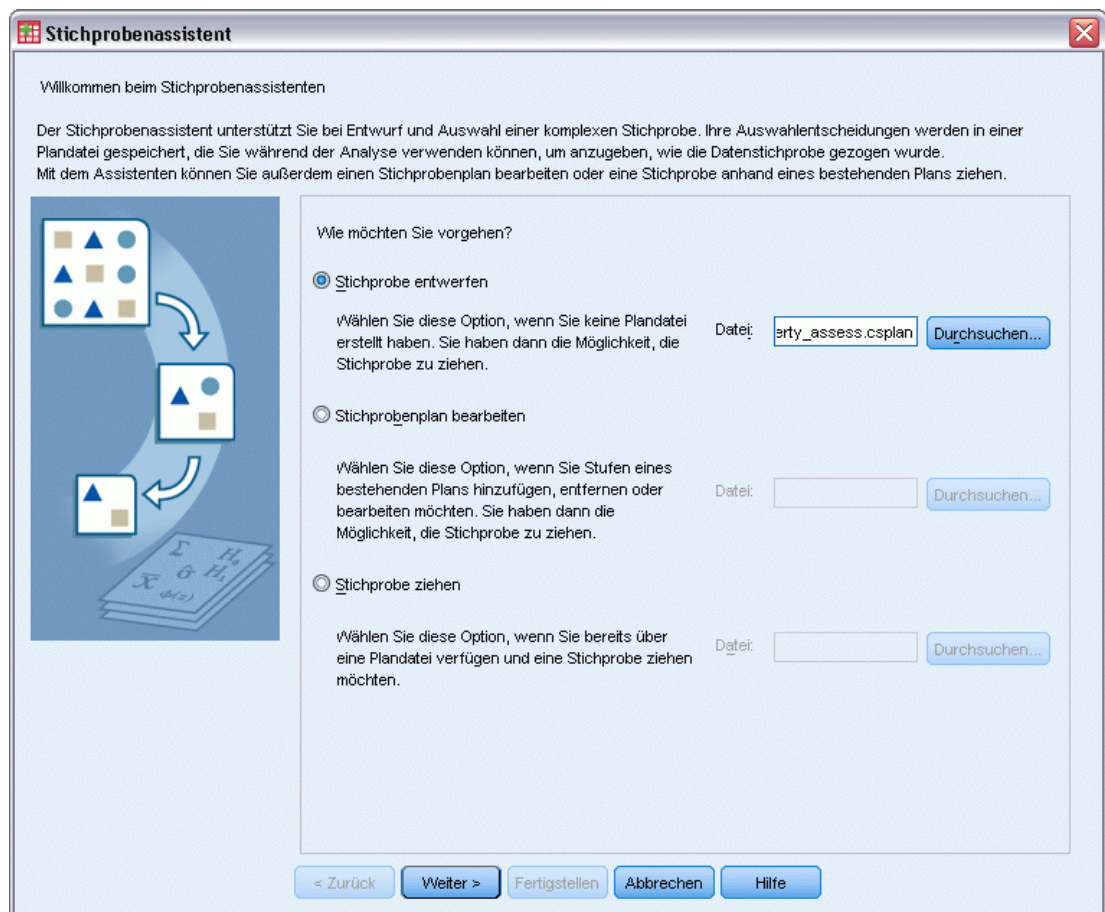 Stichprobenassistent
Willkommen beim Stichprobenassistenten
Der Stichprobenassistent unterstützt Sie bei Entwurf und Auswahl einer komplexen Stichprobe. Ihre Auswahlentscheidungen werden in einer
Plandatei gespeichert, die Sie während der Analyse verwenden können, um anzugeben, wie die Datenstichprobe gezogen wurde.
Mit dem Assistenten können Sie außerdem einen Stichprobenplan bearbeiten oder eine Stichprobe anhand eines bestehenden Plans ziehen.
Wie möchten Sie vorgehen?
Stichprobe entwerfen
Wählen Sie diese Option, wenn Sie keine Plandatei
erstellt haben. Sie haben dann die Möglichkeit, die
Stichprobe zu ziehen.
Datei: erty_assess.csplan Durchsuchen...
Stichprobenplan bearbeiten
Wählen Sie diese Option, wenn Sie Stufen eines
bestehenden Plans hinzufügen, entfernen oder
bearbeiten möchten. Sie haben dann die
Möglichkeit, die Stichprobe zu ziehen.
Datei: Durchsuchen...
Stichprobe ziehen
Wählen Sie diese Option, wenn Sie bereits über
eine Plandatei verfügen und eine Stichprobe ziehen
möchten.
Datei: Durchsuchen...
Σ H₀
x̄ σ̂ H₁
φ(z)
< Zurück Weiter > Fertigstellen Abbrechen Hilfe